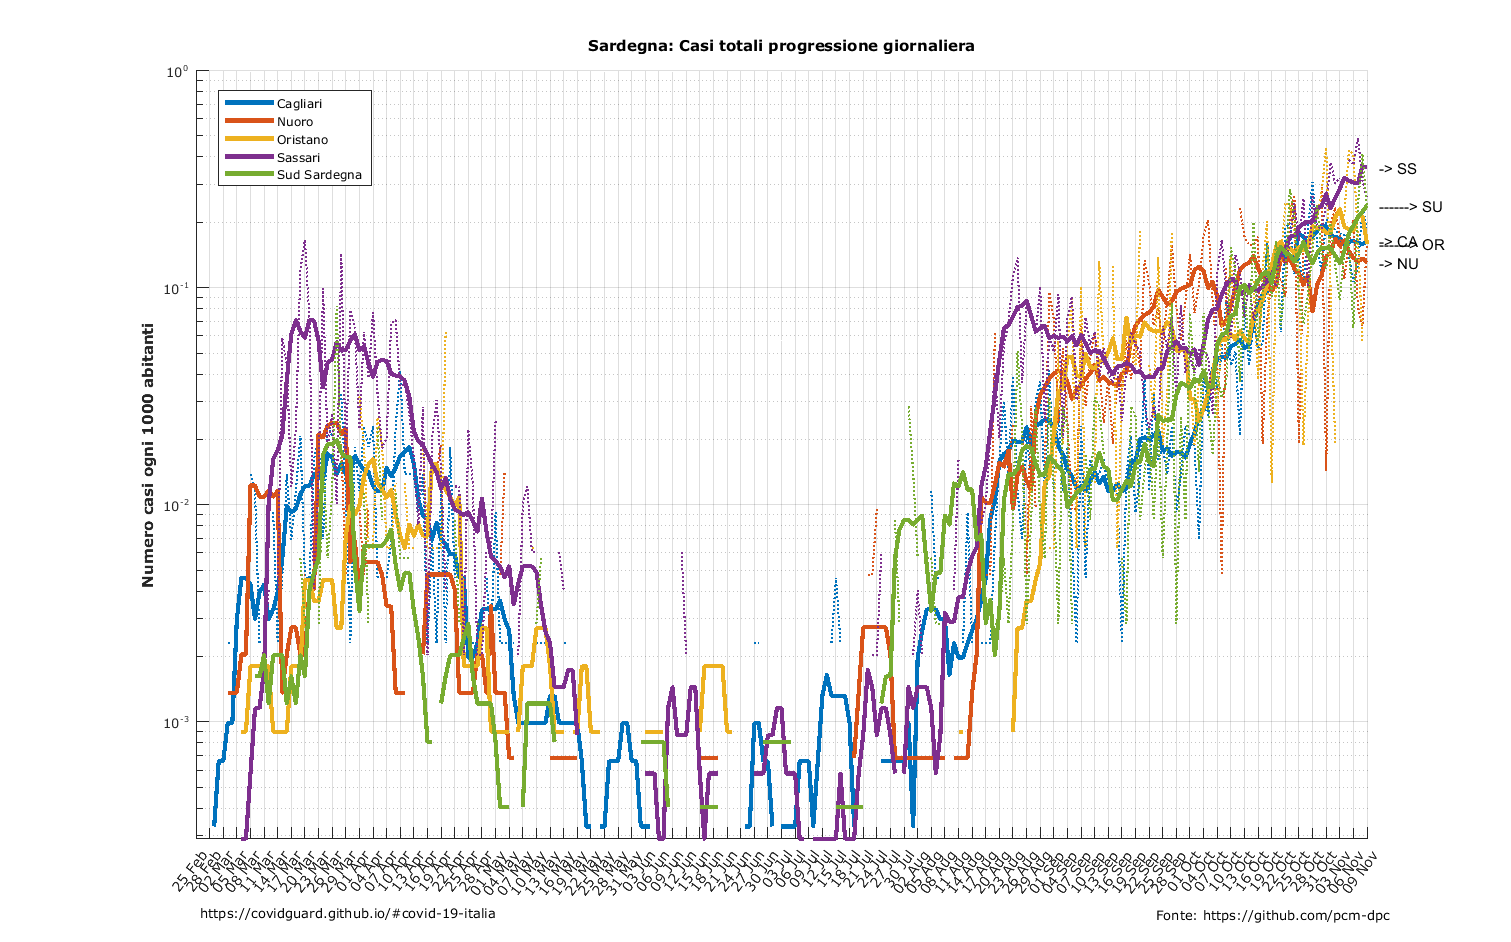 Sardegna: Casi totali progressione giornaliera
10⁰
10⁻¹
10⁻²
10⁻³
Numero casi ogni 1000 abitanti
Cagliari
Nuoro
Oristano
Sassari
Sud Sardegna
-> SS
------> SU
-> CA
------> OR
-> NU
25 Feb
28 Feb
02 Mar
05 Mar
08 Mar
11 Mar
14 Mar
17 Mar
20 Mar
23 Mar
26 Mar
29 Mar
01 Apr
04 Apr
07 Apr
10 Apr
13 Apr
16 Apr
19 Apr
22 Apr
25 Apr
28 Apr
01 May
04 May
07 May
10 May
13 May
16 May
19 May
22 May
25 May
28 May
31 May
03 Jun
06 Jun
09 Jun
12 Jun
15 Jun
18 Jun
21 Jun
24 Jun
27 Jun
30 Jun
03 Jul
06 Jul
09 Jul
12 Jul
15 Jul
18 Jul
21 Jul
24 Jul
27 Jul
30 Jul
02 Aug
05 Aug
08 Aug
11 Aug
14 Aug
17 Aug
20 Aug
23 Aug
26 Aug
29 Aug
01 Sep
04 Sep
07 Sep
10 Sep
13 Sep
16 Sep
19 Sep
22 Sep
25 Sep
28 Sep
01 Oct
04 Oct
07 Oct
10 Oct
13 Oct
16 Oct
19 Oct
22 Oct
25 Oct
28 Oct
31 Oct
03 Nov
06 Nov
09 Nov
https://covidguard.github.io/#covid-19-italia
Fonte: https://github.com/pcm-dpc